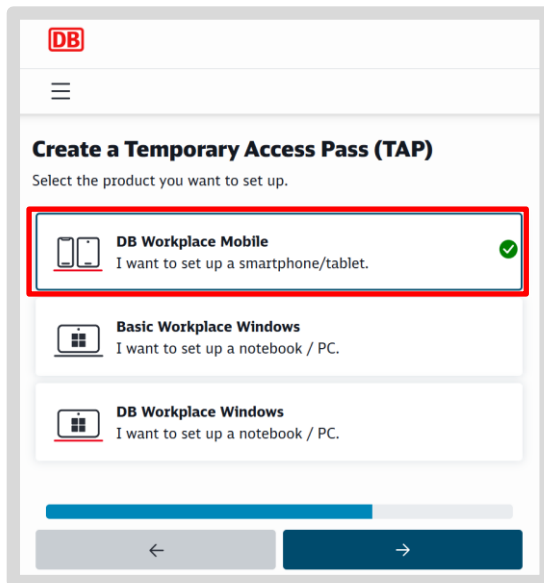 DB
Create a Temporary Access Pass (TAP)
Select the product you want to set up.
DB Workplace Mobile
I want to set up a smartphone/tablet.
Basic Workplace Windows
I want to set up a notebook / PC.
DB Workplace Windows
I want to set up a notebook / PC.